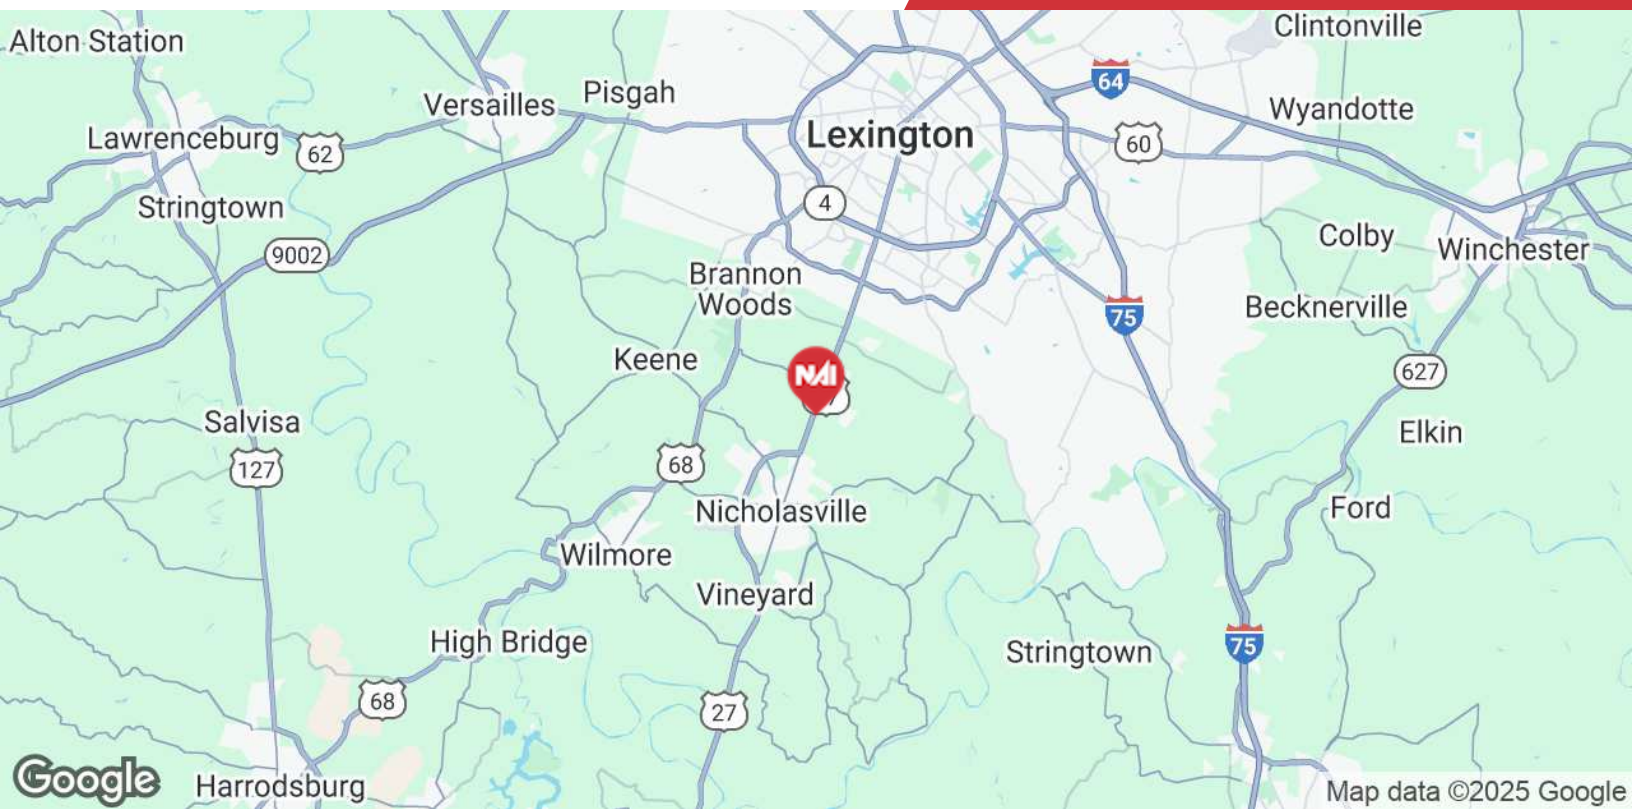 Clintonville
Alton Station
64
Pisgah
Versailles
Wyandotte
Lexington
Lawrenceburg
62
60
4
Stringtown
Colby
Winchester
9002
Brannon
Woods
Becknerville
75
Keene
NAI
627
7
Salvisa
Elkin
127
68
Nicholasville
Ford
Wilmore
Vineyard
High Bridge
75
Stringtown
68
27
Google
Harrodsburg
Map data ©2025 Google